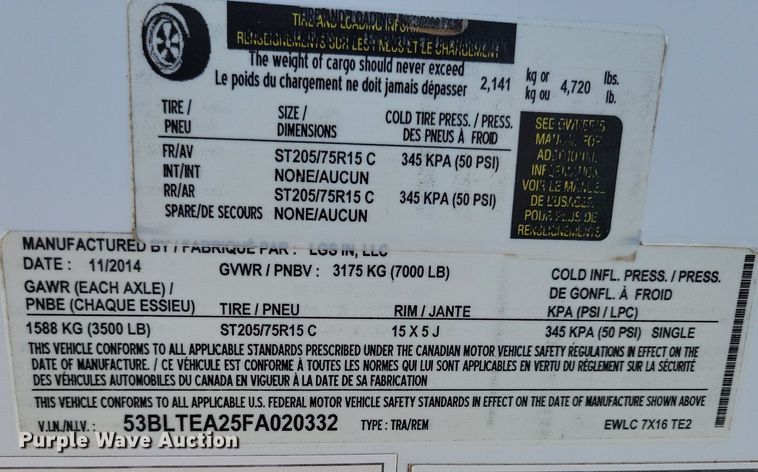 TIRE AND LOADING INFORMATION
RENSEIGNEMENTS SUR LES PNEUS ET LE CHARGEMENT
The weight of cargo should never exceed
Le poids du chargement ne doit jamais dépasser
2,141 kg or kg ou 4,720 lbs. lb.
TIRE / PNEU SIZE / DIMENSIONS COLD TIRE PRESS. / PRESS. DES PNEUS À FROID
FR/AV ST205/75R15 C 345 KPA (50 PSI)
INT/INT NONE/AUCUN
RR/AR ST205/75R15 C 345 KPA (50 PSI)
SPARE/DE SECOURS NONE/AUCUN
SEE OWNER'S
MANUAL FOR
ADDITIONAL
INFORMATION
VOIR LE MANUEL
DE L'USAGER
POUR PLUS DE
RENSEIGNEMENTS
MANUFACTURED BY / FABRIQUÉ PAR : LGS IN, LLC
DATE : 11/2014 GVWR / PNBV : 3175 KG (7000 LB)
COLD INFL. PRESS. / PRESS.
DE GONFL. À FROID
KPA (PSI / LPC)
GAWR (EACH AXLE) /
PNBE (CHAQUE ESSIEU) TIRE / PNEU RIM / JANTE
1588 KG (3500 LB) ST205/75R15 C 15 X 5 J 345 KPA (50 PSI) SINGLE
THIS VEHICLE CONFORMS TO ALL APPLICABLE STANDARDS PRESCRIBED UNDER THE CANADIAN MOTOR VEHICLE SAFETY REGULATIONS IN EFFECT ON THE
DATE OF MANUFACTURE. / CE VÉHICULE EST CONFORME À TOUTES LES NORMES QUI LUI SONT APPLICABLES EN VERTU DU RÈGLEMENT SUR LA SÉCURITÉ
DES VÉHICULES AUTOMOBILES DU CANADA EN VIGUEUR À LA DATE DE SA FABRICATION
THIS VEHICLE CONFORMS TO ALL APPLICABLE U.S. FEDERAL MOTOR VEHICLE SAFETY STANDARDS IN EFFECT ON THE DATE OF MANUFACTURE SHOWN ABOVE
V.I.N./N.I.V. : 53BLTEA25FA020332 TYPE : TRA/REM EWLC 7X16 TE2
Purple Wave Auction